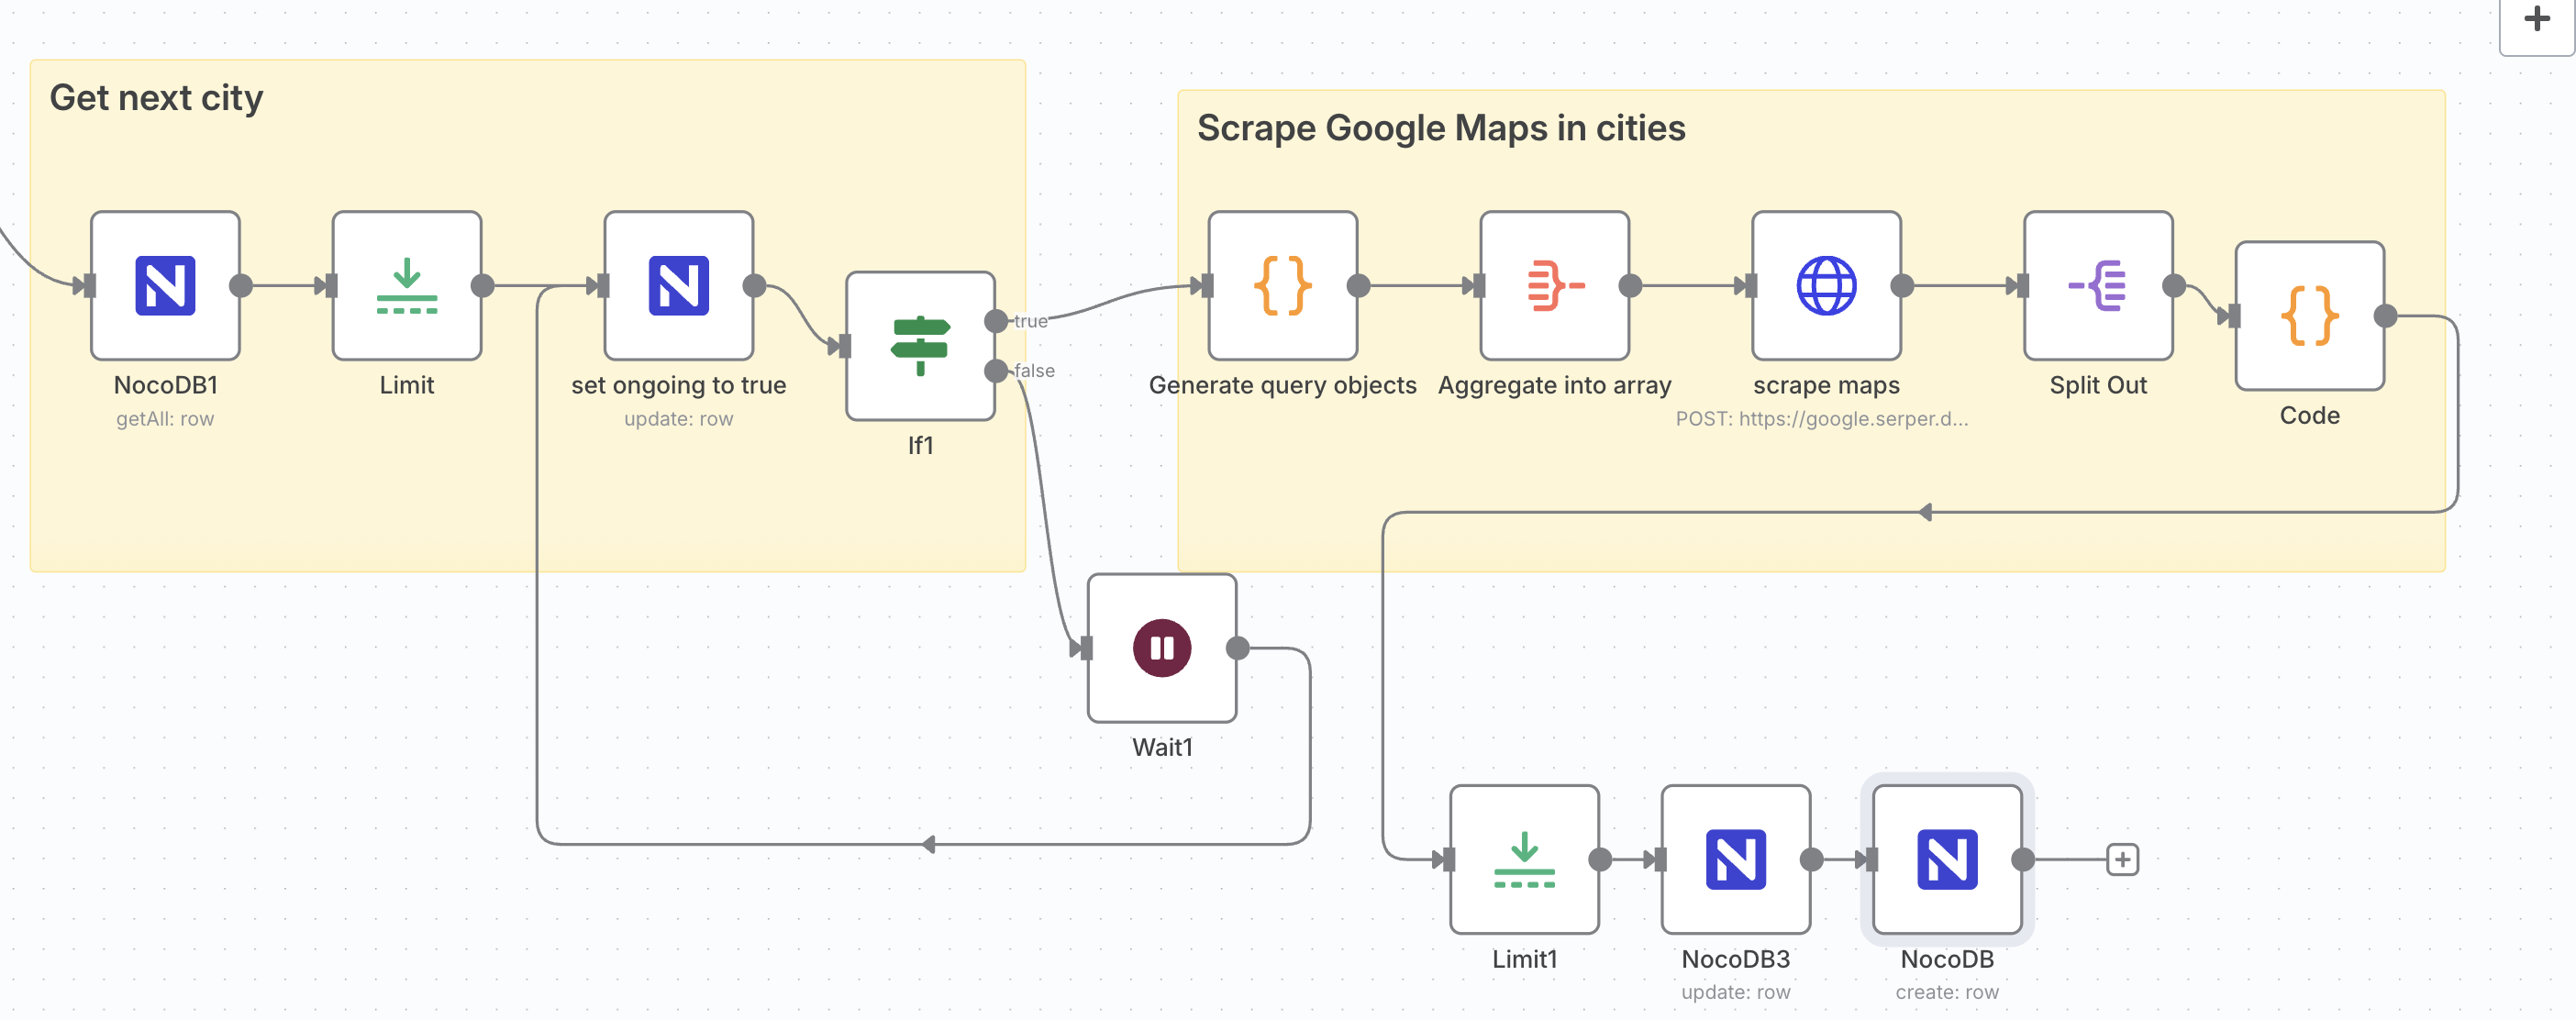 Get next city
Scrape Google Maps in cities
NocoDB1
getAll: row
Limit
set ongoing to true
update: row
If1
true
false
Generate query objects
Aggregate into array
scrape maps
POST: https://google.serper.d...
Split Out
Code
Wait1
Limit1
NocoDB3
update: row
NocoDB
create: row